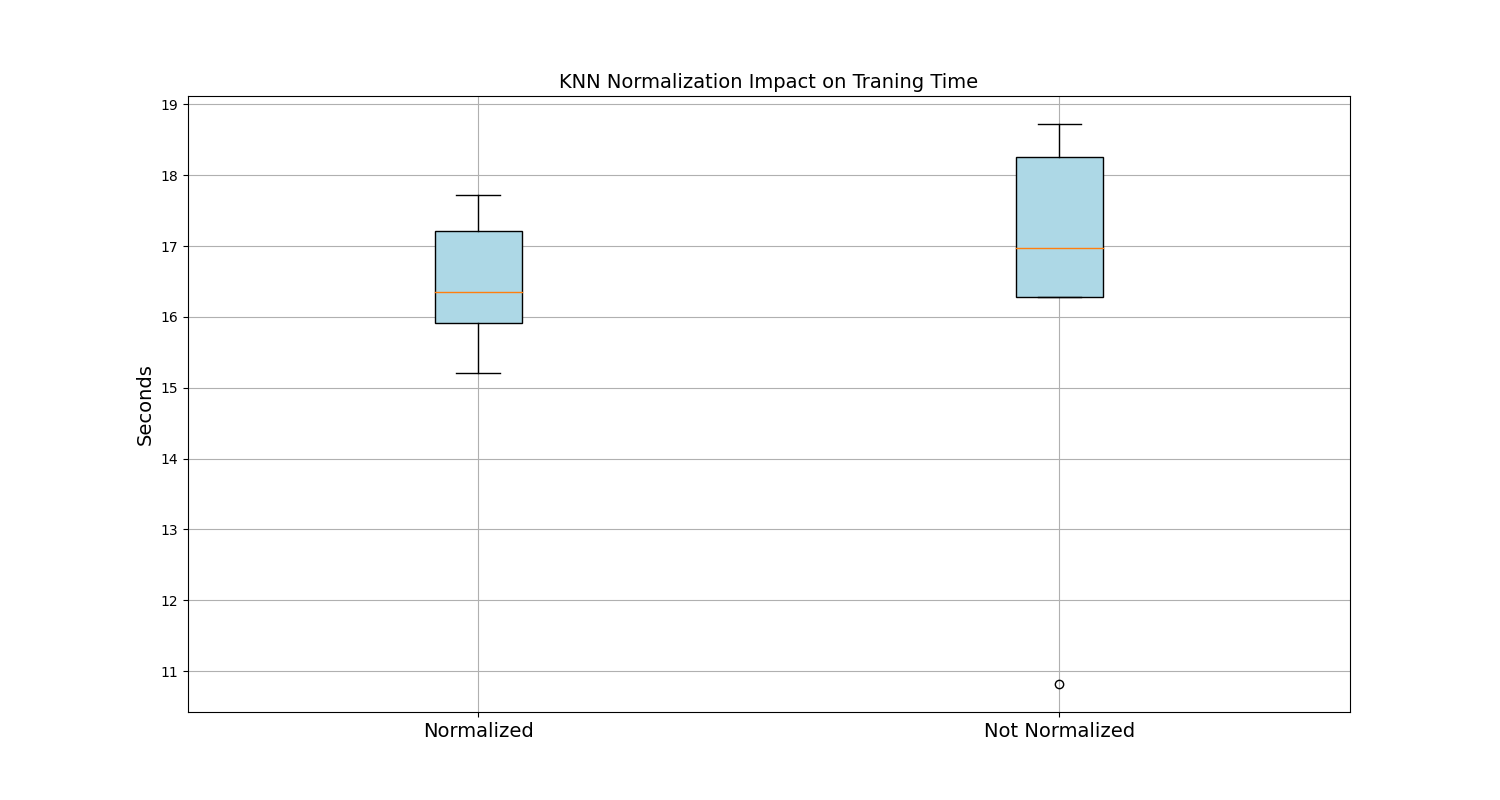 KNN Normalization Impact on Traning Time
19
18
17
16
15
14
13
12
11
Seconds
Normalized
Not Normalized